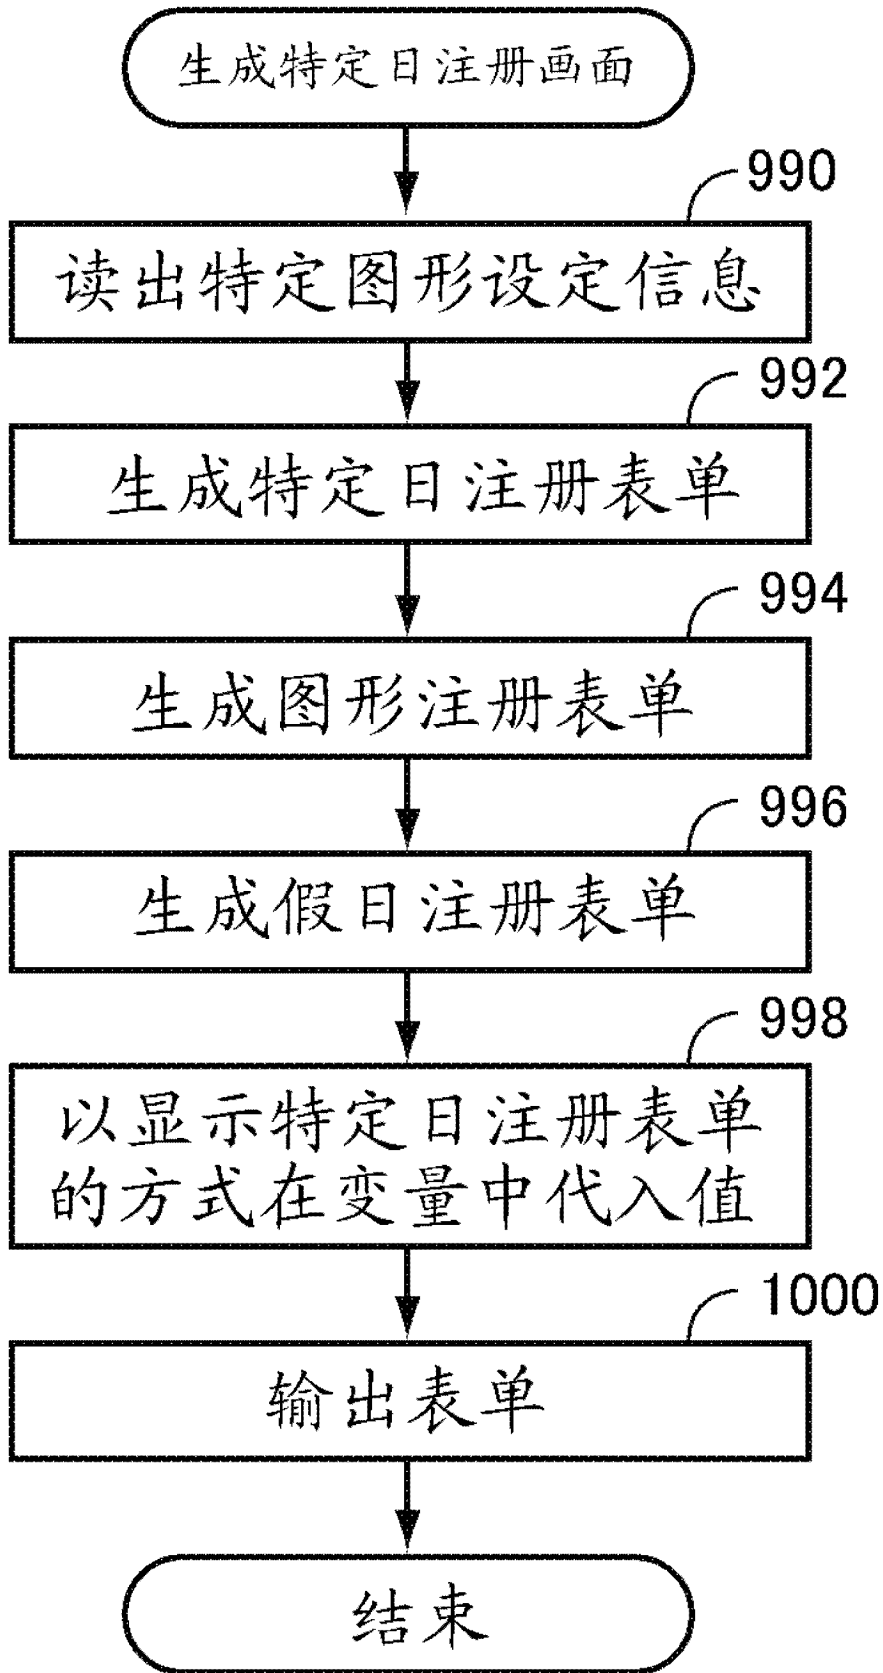 生成特定日注册画面
990
读出特定图形设定信息
992
生成特定日注册表单
994
生成图形注册表单
996
生成假日注册表单
998
以显示特定日注册表单
的方式在变量中代入值
1000
输出表单
结束